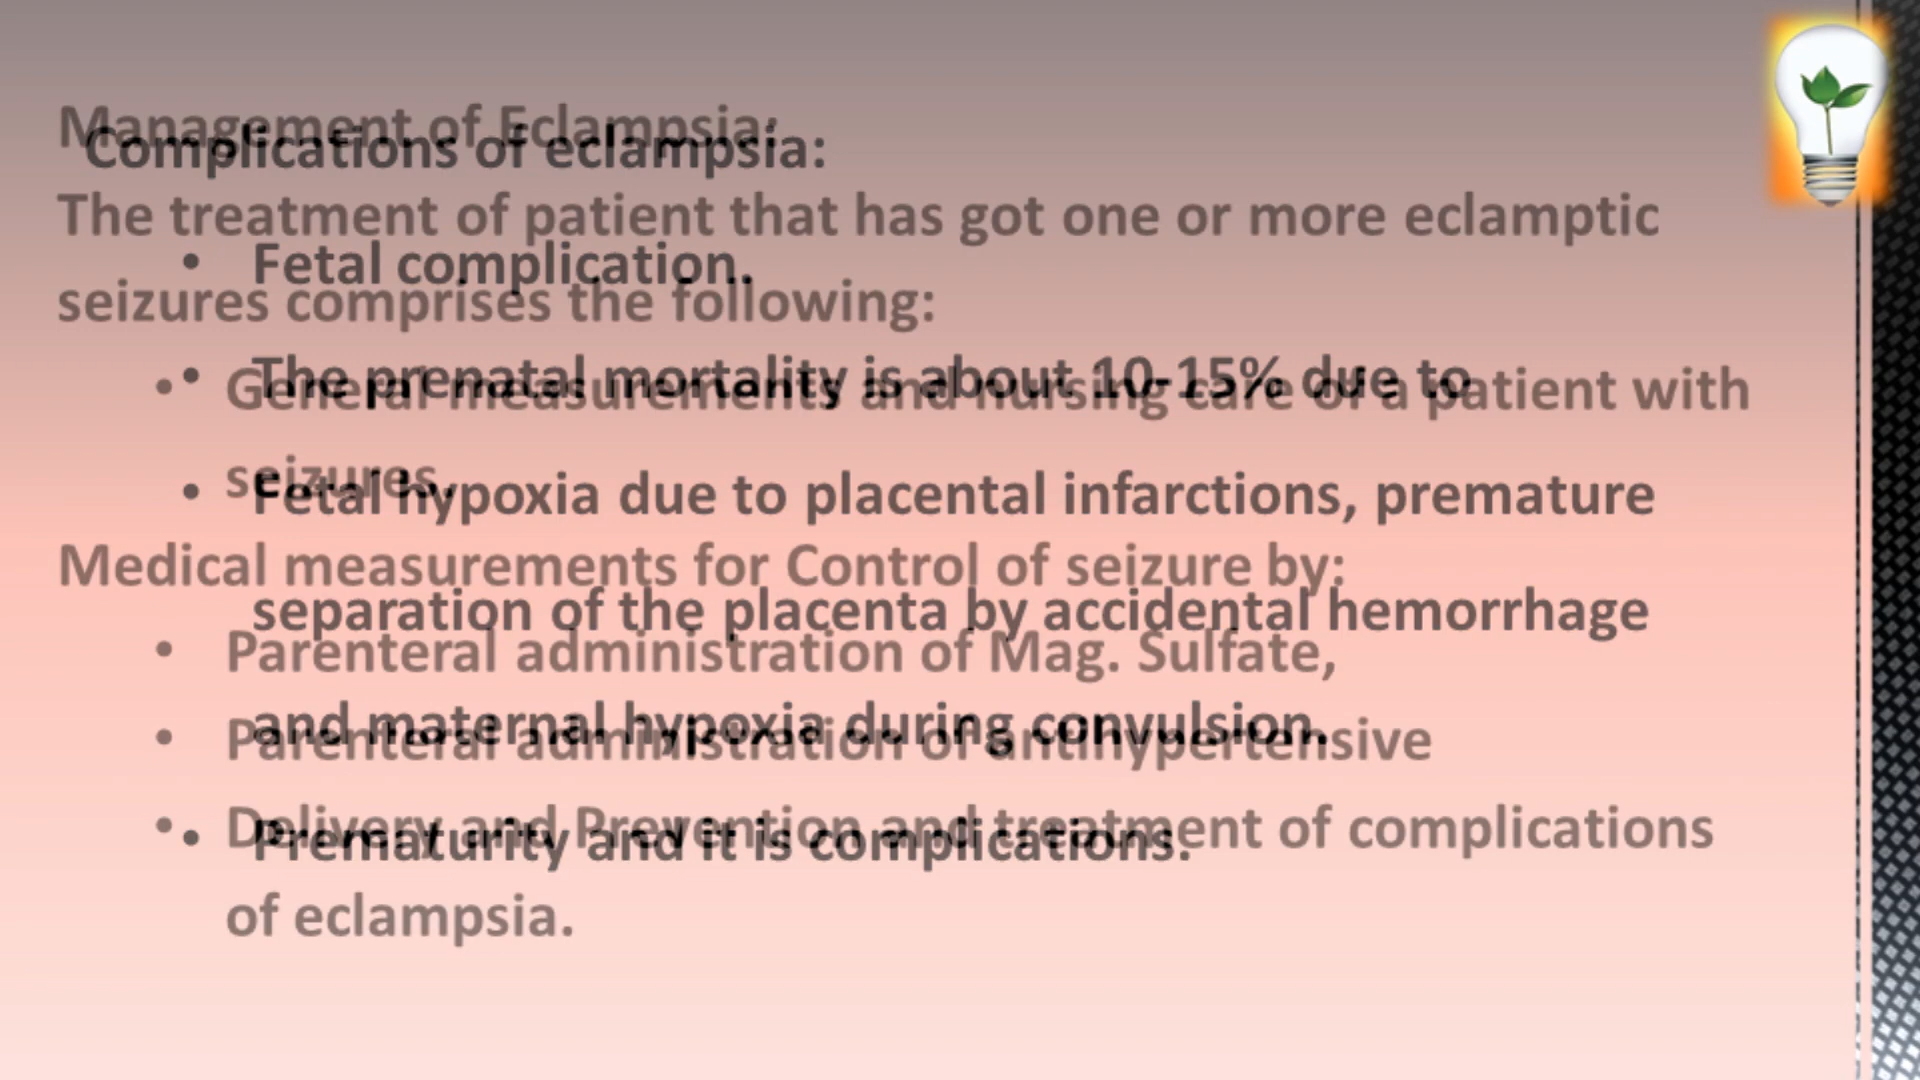 Complications of eclampsia:
• Fetal complication.
• The prenatal mortality is about 10-15% due to
• Fetal hypoxia due to placental infarctions, premature
separation of the placenta by accidental hemorrhage
and maternal hypoxia during convulsion.
• Prematurity and it is complications.
Management of Eclampsia:
The treatment of patient that has got one or more eclamptic
seizures comprises the following:
• General measurements and nursing care of a patient with
seizures.
Medical measurements for Control of seizure by:
• Parenteral administration of Mag. Sulfate,
• Parenteral administration of antihypertensive
• Delivery and Prevention and treatment of complications
of eclampsia.